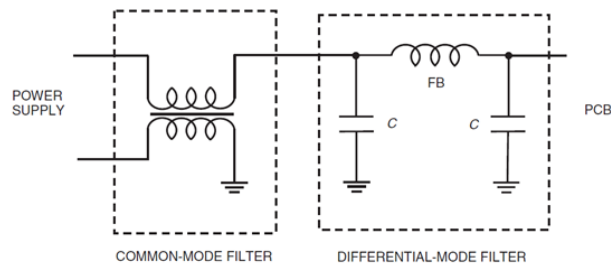 POWER
SUPPLY
FB
C
C
PCB
COMMON-MODE FILTER
DIFFERENTIAL-MODE FILTER